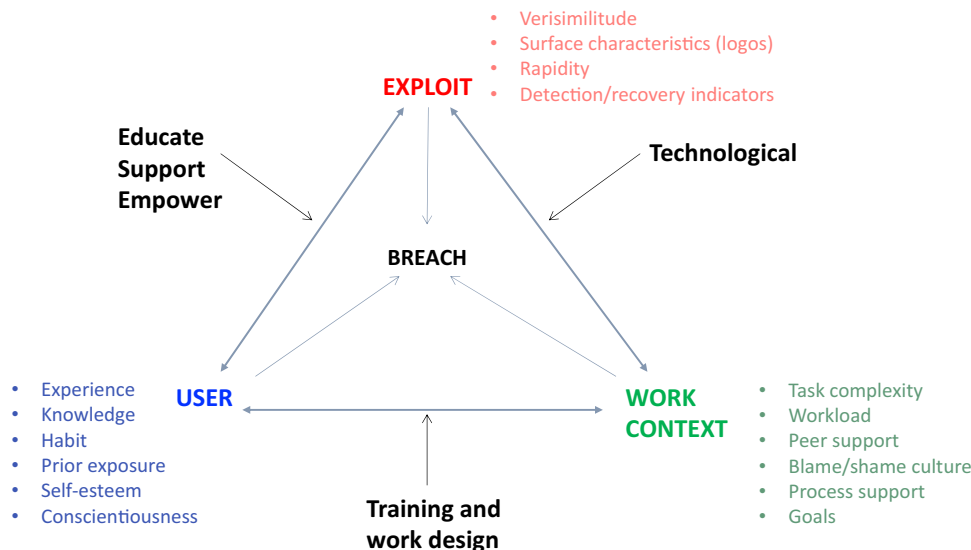 • Verisimilitude
• Surface characteristics (logos)
• Rapidity
• Detection/recovery indicators
EXPLOIT
Educate
Support
Empower
Technological
BREACH
• Experience
• Knowledge
• Habit
• Prior exposure
• Self-esteem
• Conscientiousness
USER
WORK
CONTEXT
• Task complexity
• Workload
• Peer support
• Blame/shame culture
• Process support
• Goals
Training and
work design